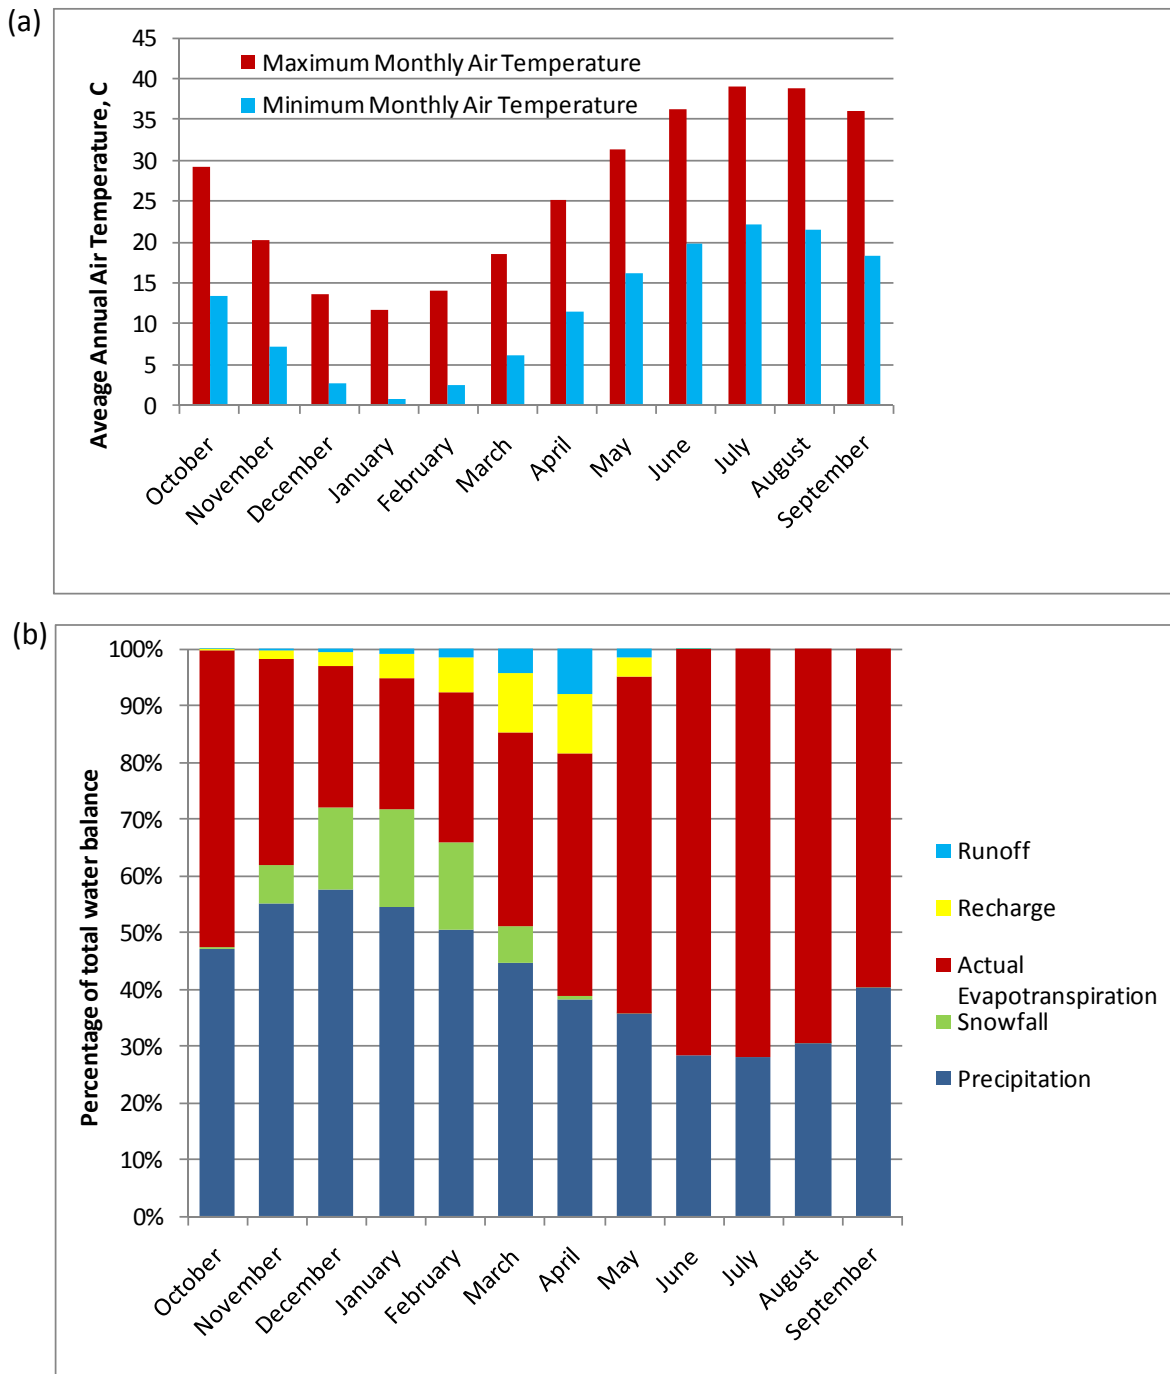 (a)
45
40
35
30
25
20
15
10
5
0
Aveage Annual Air Temperature, C
Maximum Monthly Air Temperature
Minimum Monthly Air Temperature
October
November
December
January
February
March
April
May
June
July
August
September
(b)
100%
90%
80%
70%
60%
50%
40%
30%
20%
10%
0%
Percentage of total water balance
October
November
December
January
February
March
April
May
June
July
August
September
Runoff
Recharge
Actual
Evapotranspiration
Snowfall
Precipitation